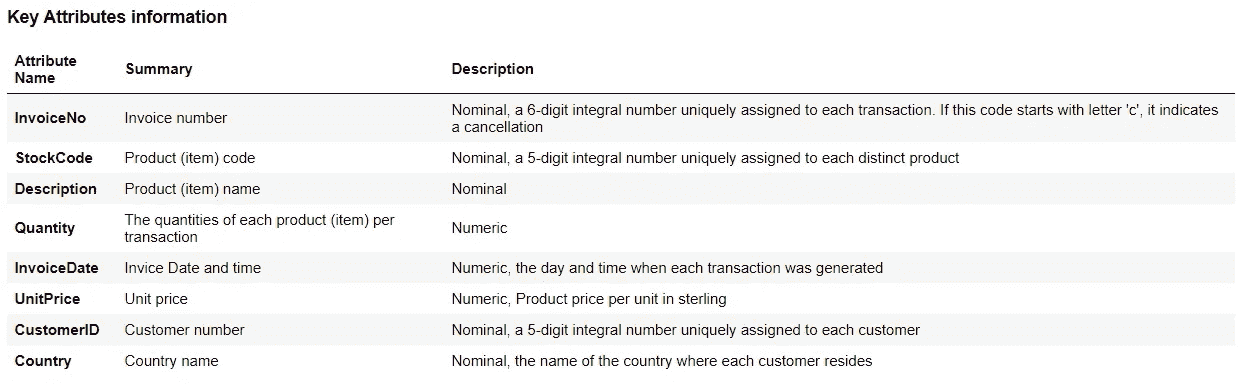 Key Attributes information
Attribute
Name
Summary
Description
InvoiceNo
Invoice number
Nominal, a 6-digit integral number uniquely assigned to each transaction. If this code starts with letter 'c', it indicates
a cancellation
StockCode
Product (item) code
Nominal, a 5-digit integral number uniquely assigned to each distinct product
Description
Product (item) name
Nominal
Quantity
The quantities of each product (item) per
transaction
Numeric
InvoiceDate
Invice Date and time
Numeric, the day and time when each transaction was generated
UnitPrice
Unit price
Numeric, Product price per unit in sterling
CustomerID
Customer number
Nominal, a 5-digit integral number uniquely assigned to each customer
Country
Country name
Nominal, the name of the country where each customer resides